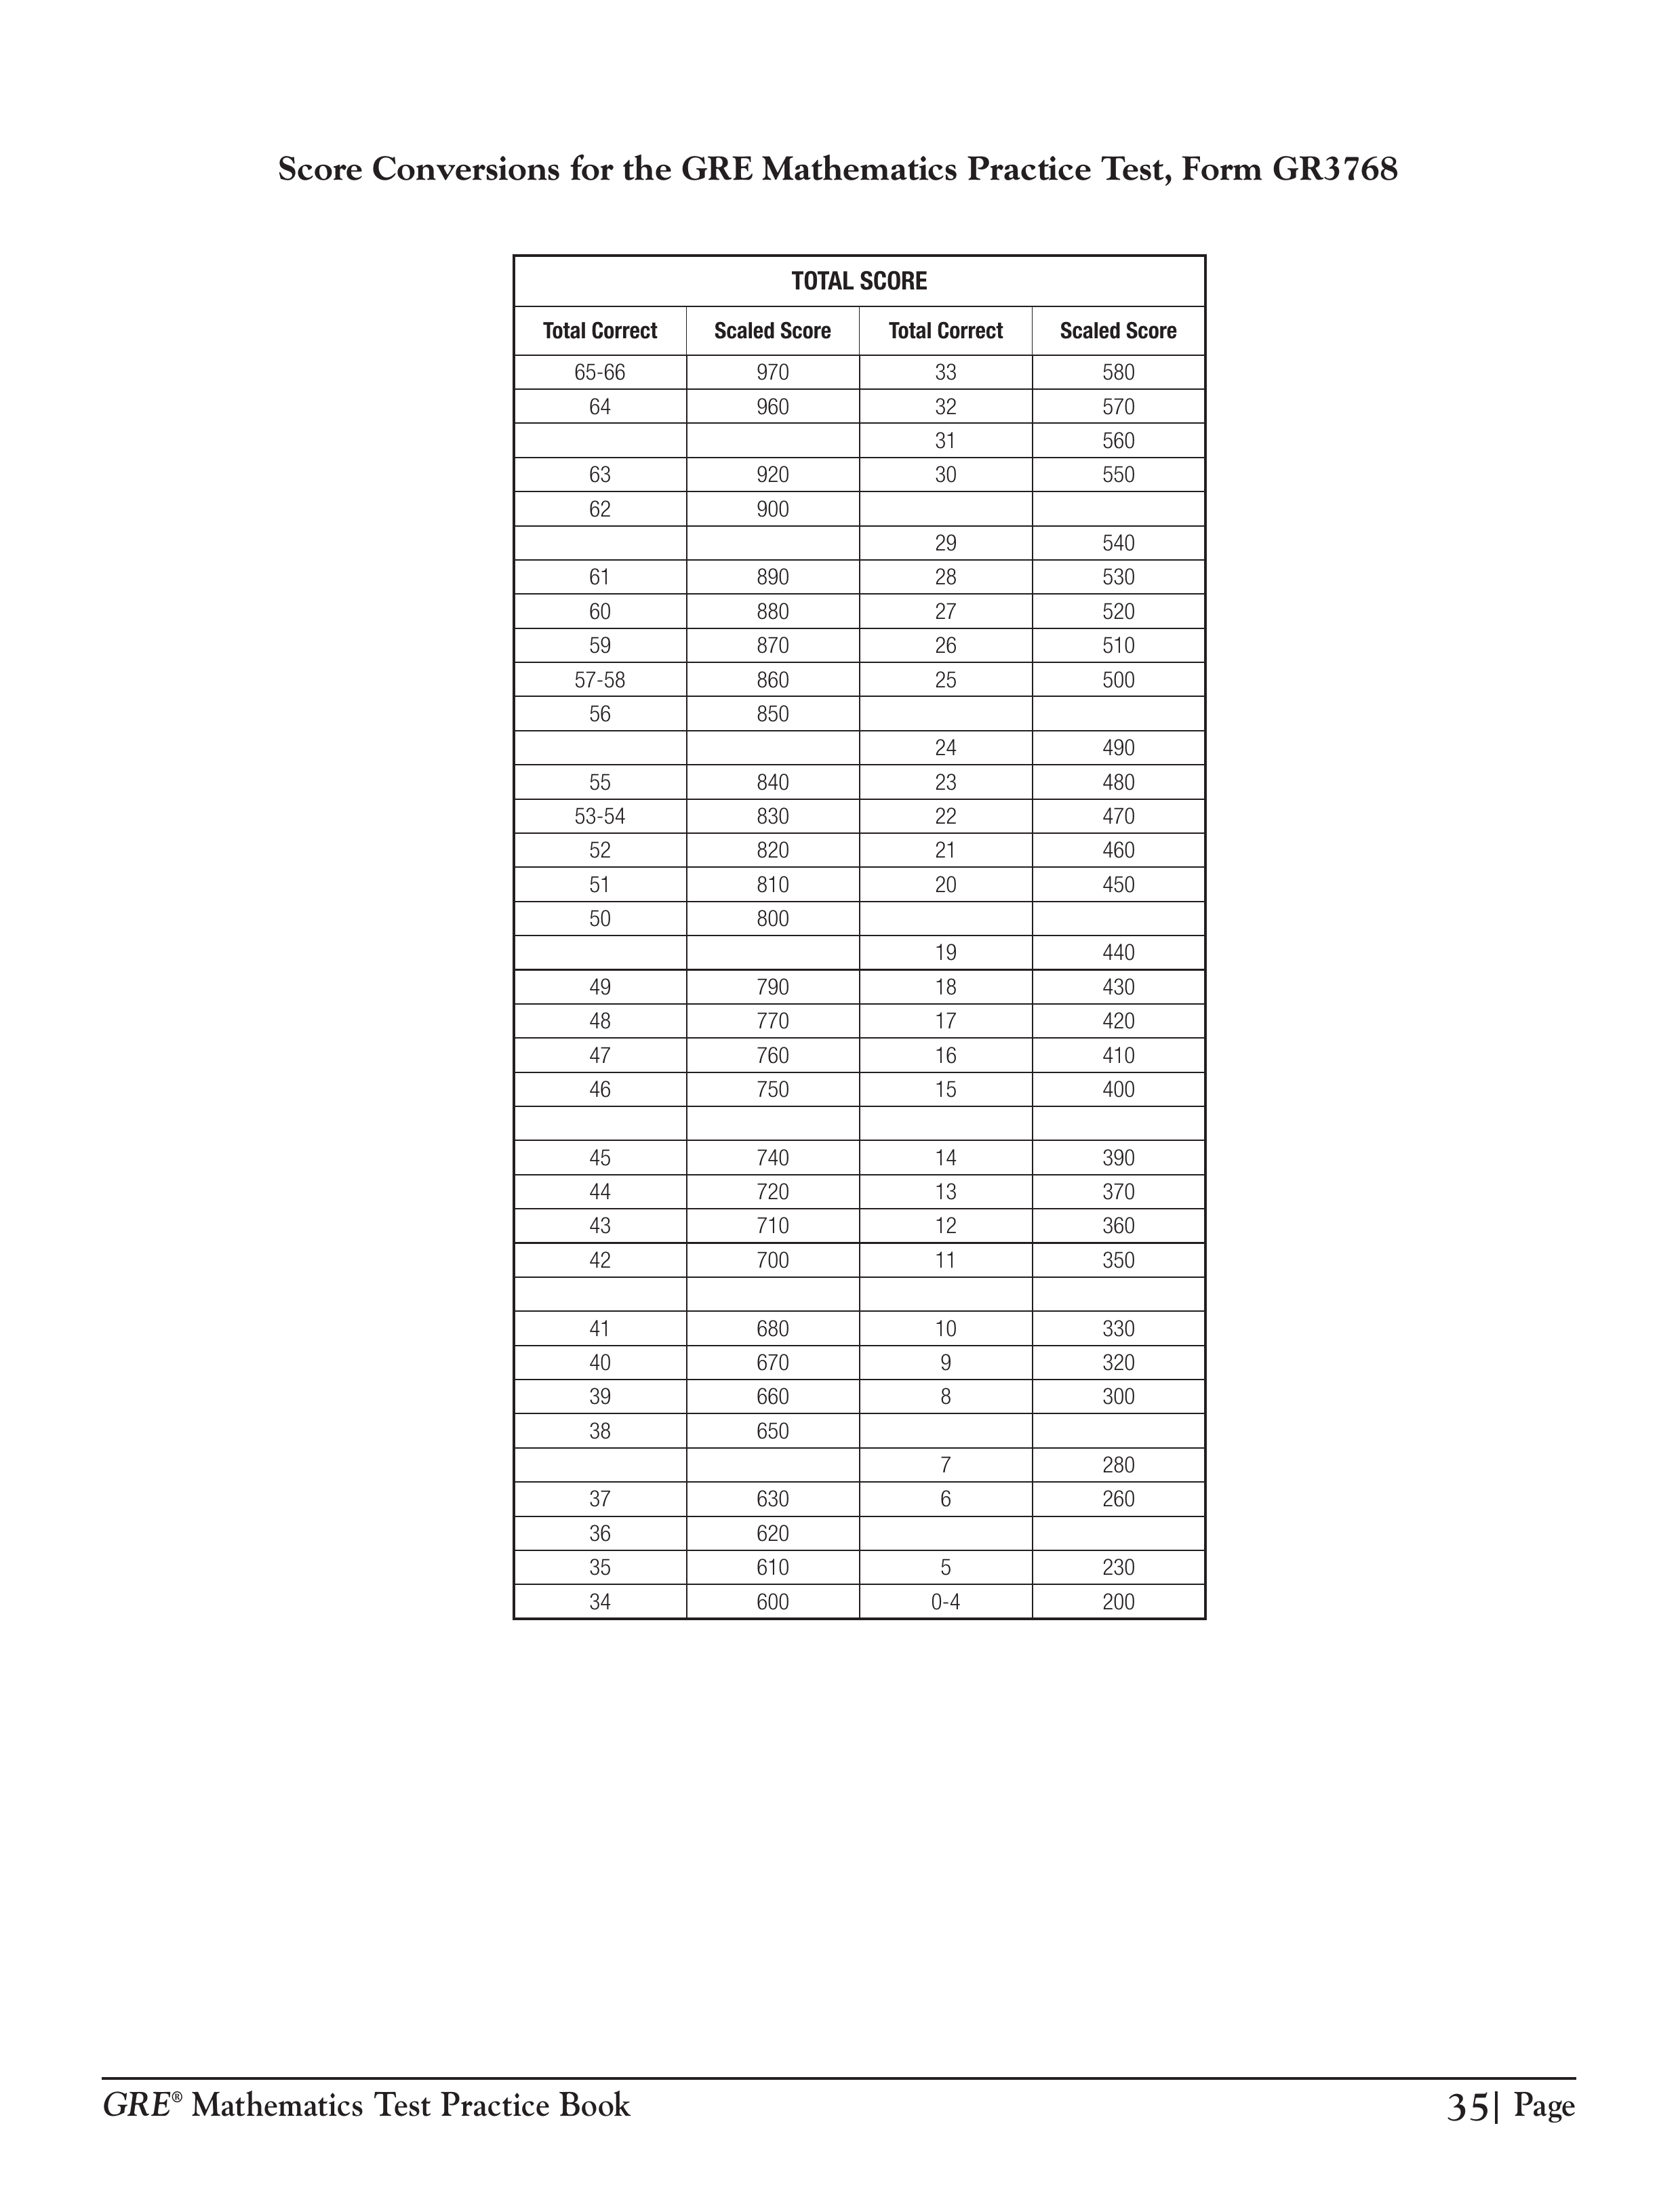 Score Conversions for the GRE Mathematics Practice Test, Form GR3768
TOTAL SCORE
Total Correct Scaled Score Total Correct Scaled Score
65-66 970 33 580
64 960 32 570
31 560
63 920 30 550
62 900
29 540
61 890 28 530
60 880 27 520
59 870 26 510
57-58 860 25 500
56 850
24 490
55 840 23 480
53-54 830 22 470
52 820 21 460
51 810 20 450
50 800
19 440
49 790 18 430
48 770 17 420
47 760 16 410
46 750 15 400
45 740 14 390
44 720 13 370
43 710 12 360
42 700 11 350
41 680 10 330
40 670 9 320
39 660 8 300
38 650
7 280
37 630 6 260
36 620
35 610 5 230
34 600 0-4 200
GRE® Mathematics Test Practice Book 35| Page